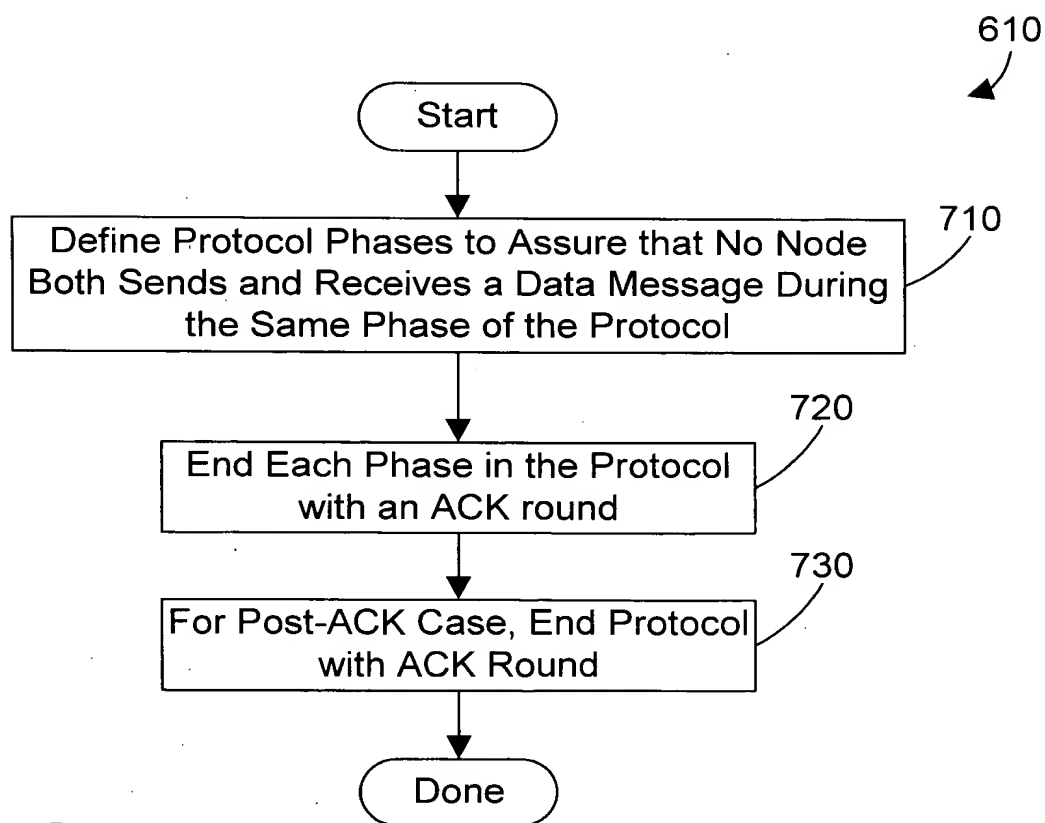 610
Start
710
Define Protocol Phases to Assure that No Node
Both Sends and Receives a Data Message During
the Same Phase of the Protocol
720
End Each Phase in the Protocol
with an ACK round
730
For Post-ACK Case, End Protocol
with ACK Round
Done